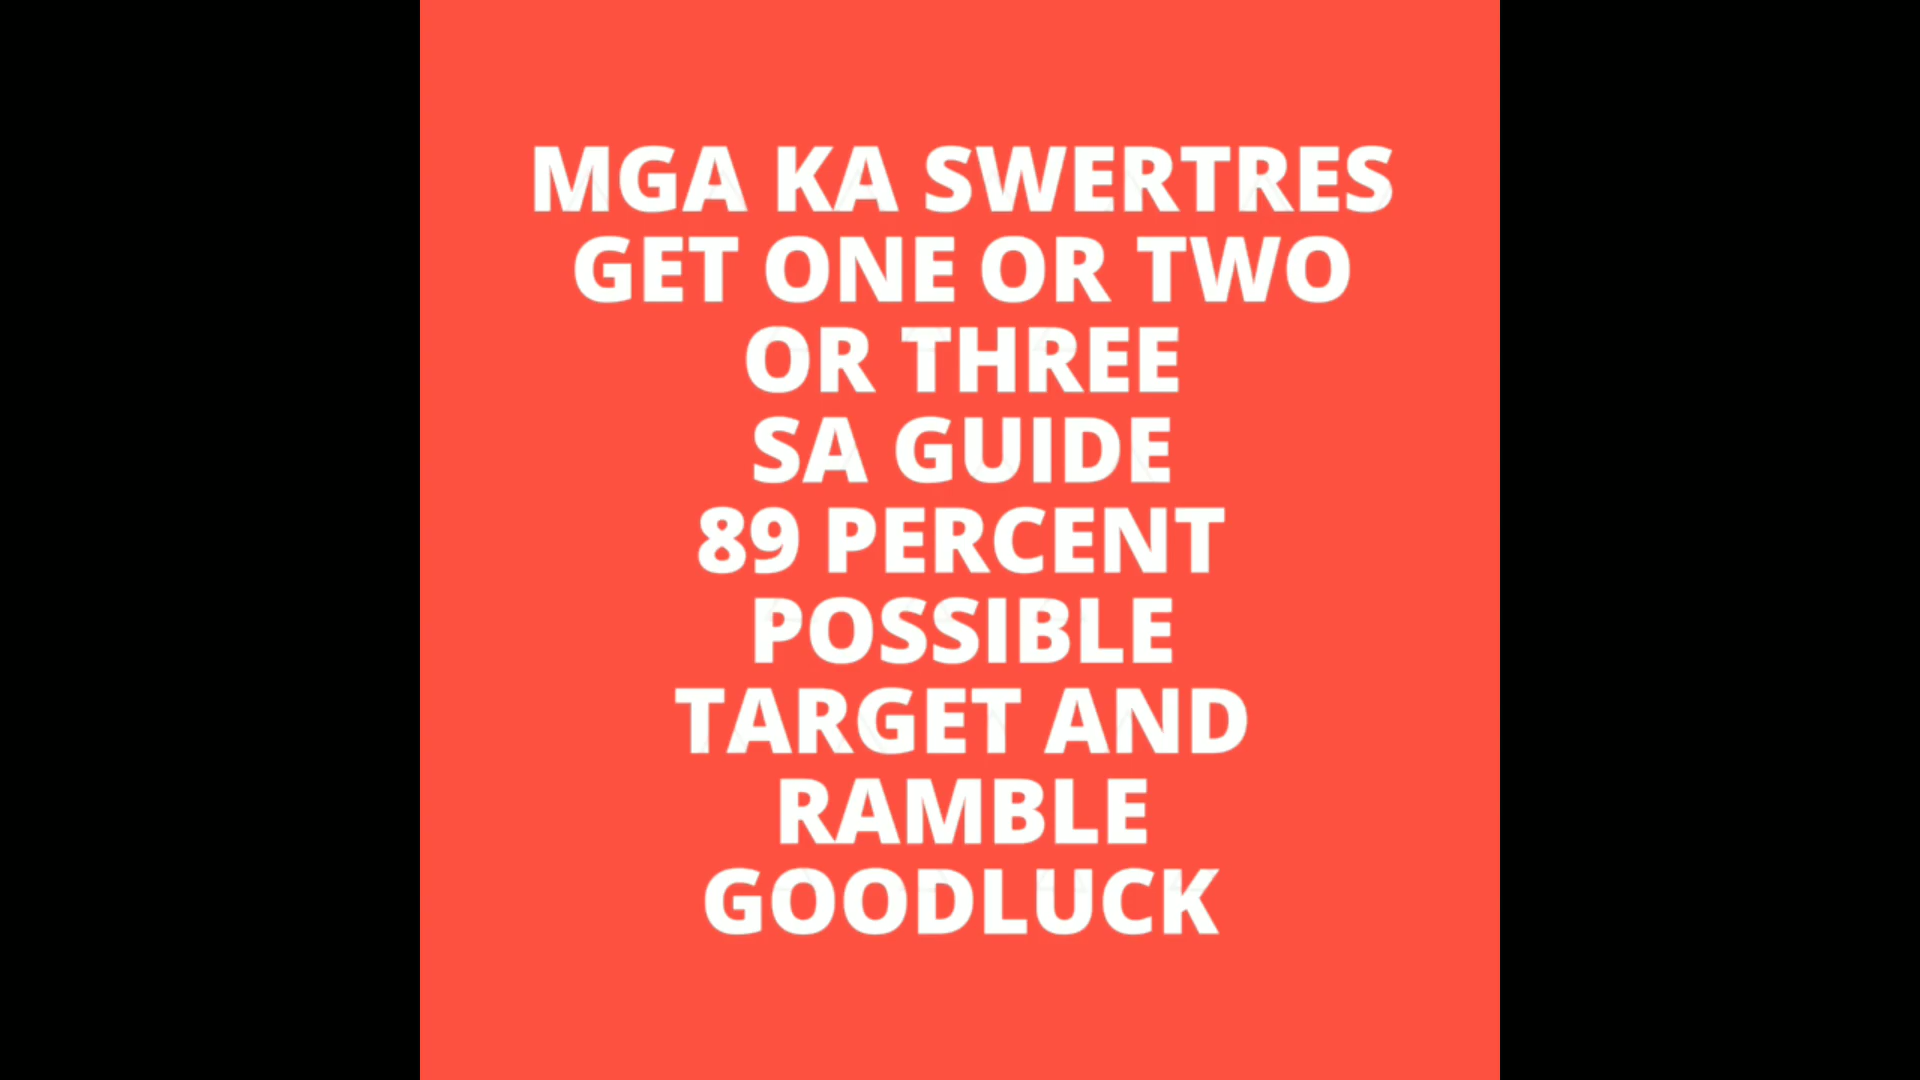 MGA KA SWERTRES
GET ONE OR TWO
OR THREE
SA GUIDE
89 PERCENT
POSSIBLE
TARGET AND
RAMBLE
GOODLUCK